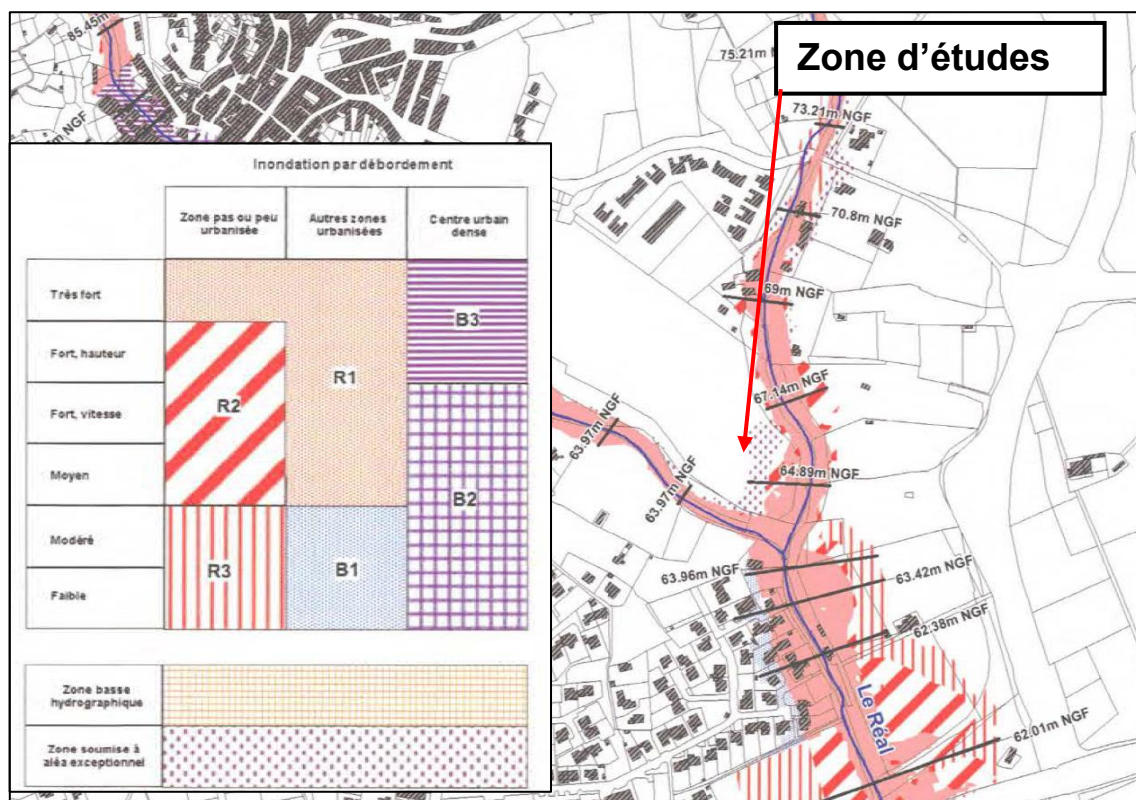 85.45m NGF
m NGF
Zone d’études
75.21m N
73.21m NGF
70.8m NGF
69m NGF
67.14m NGF
64.89m NGF
63.97m NGF
63.97m NGF
63.96m NGF
63.42m NGF
62.38m NGF
62.01m NGF
Le Réal
Inondation par débordement
Zone pas ou peu
urbanisée
Autres zones
urbanisées
Centre urbain
dense
Très fort
Fort, hauteur
Fort, vitesse
Moyen
Modéré
Faible
B3
R1
R2
B2
R3
B1
Zone basse
hydrographique
Zone soumise à
aléa exceptionnel